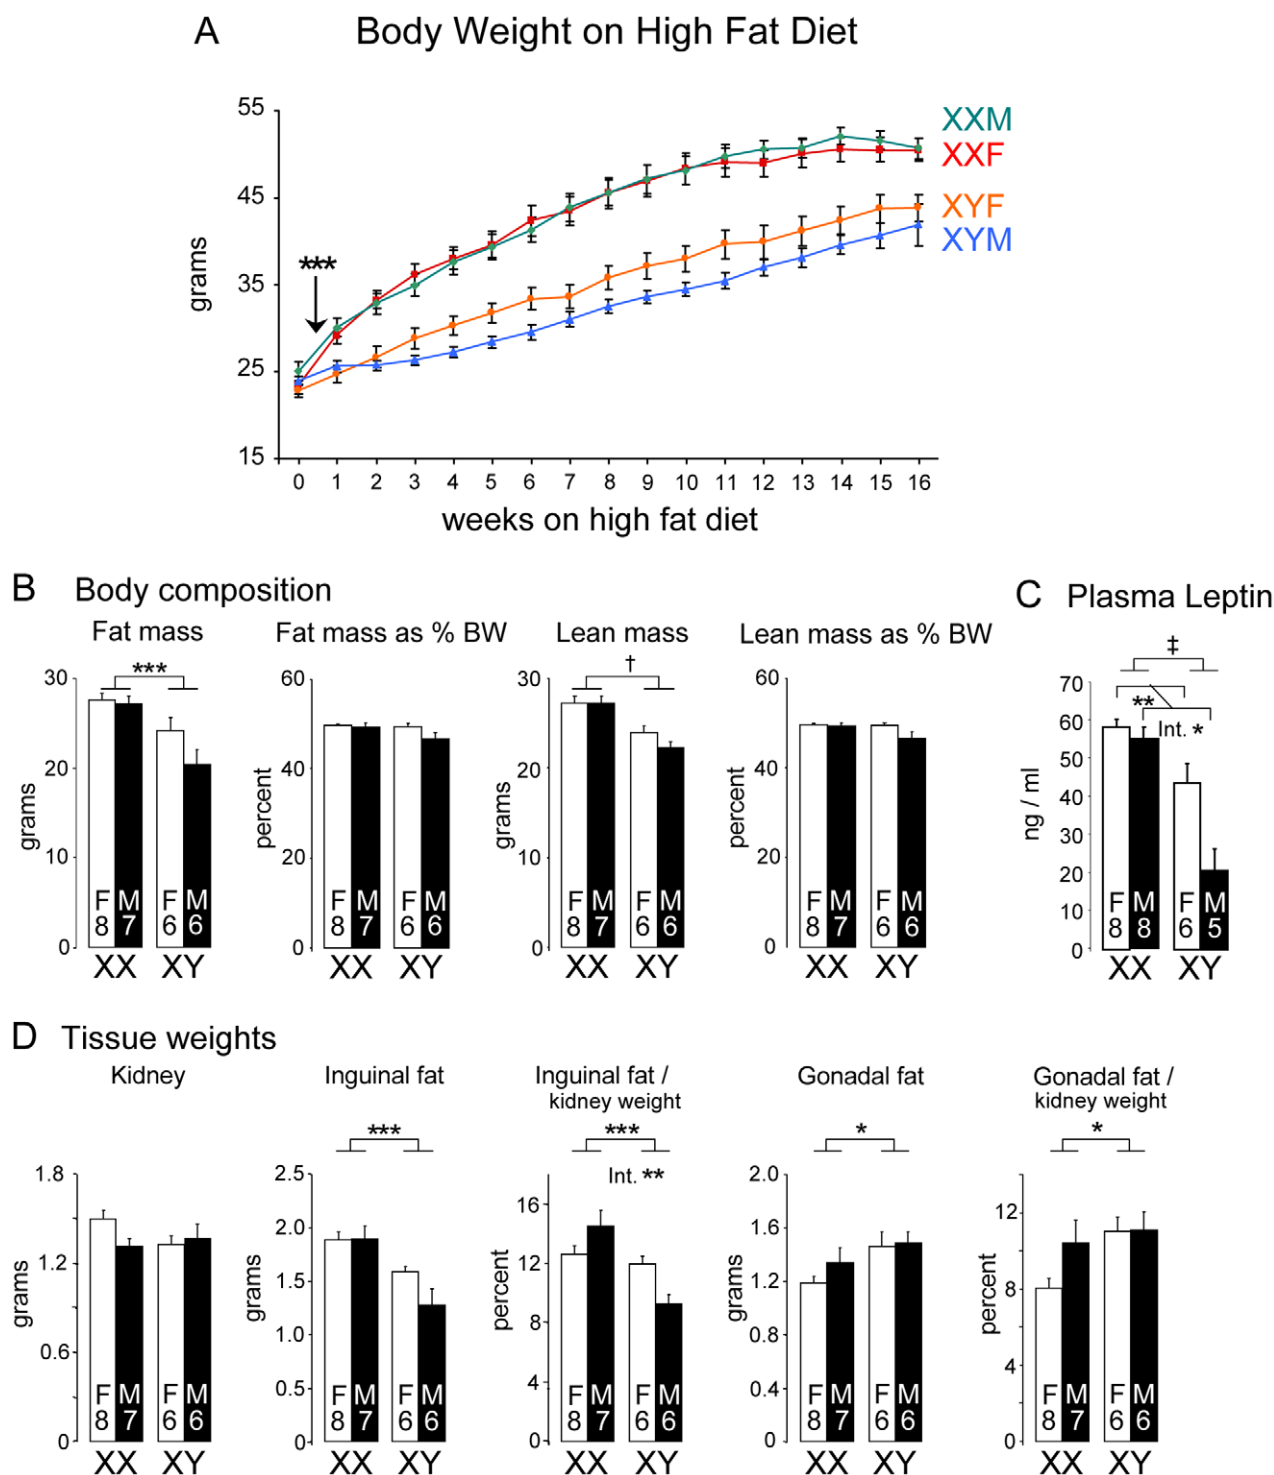 A Body Weight on High Fat Diet
55
45
35
25
15
grams
***
XXM
XXF
XYF
XYM
0 1 2 3 4 5 6 7 8 9 10 11 12 13 14 15 16
weeks on high fat diet
B Body composition
Fat mass
***
30
20
10
0
grams
F M F M
8 7 6 6
XX XY
Fat mass as % BW
60
40
20
0
percent
F M F M
8 7 6 6
XX XY
Lean mass
†
30
20
10
0
grams
F M F M
8 7 6 6
XX XY
Lean mass as % BW
60
40
20
0
percent
F M F M
8 7 6 6
XX XY
C Plasma Leptin
‡
**
Int. *
70
60
50
40
30
20
10
0
ng / ml
F M F M
8 8 6 5
XX XY
D Tissue weights
Kidney
1.8
1.2
0.6
0
grams
F M F M
8 7 6 6
XX XY
Inguinal fat
***
2.5
2.0
1.5
1.0
0.5
0
grams
F M F M
8 7 6 6
XX XY
Inguinal fat /
kidney weight
***
Int. **
16
12
8
4
0
percent
F M F M
8 7 6 6
XX XY
Gonadal fat
*
2.0
1.6
1.2
0.8
0.4
0
grams
F M F M
8 7 6 6
XX XY
Gonadal fat /
kidney weight
*
12
8
4
0
percent
F M F M
8 7 6 6
XX XY